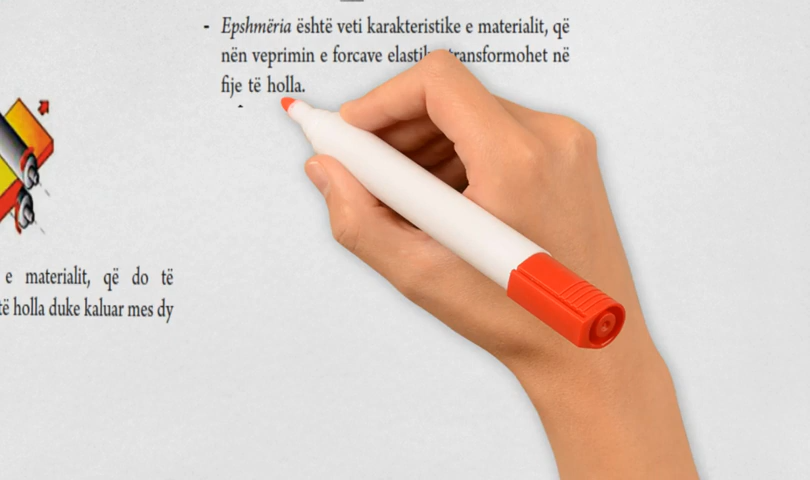 - Epshmëria është veti karakteristike e materialit, që
nën veprimin e forcave transformohet në
fije të holla.
e materialit, që do të
të holla duke kaluar mes dy